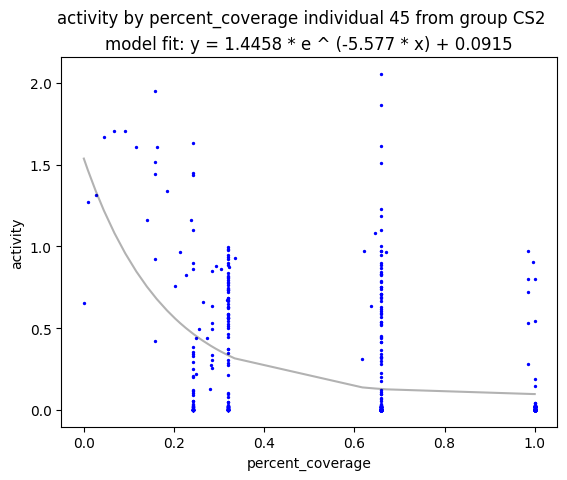 activity by percent_coverage individual 45 from group CS2
model fit: y = 1.4458 * e ^ (-5.577 * x) + 0.0915
2.0
1.5
1.0
0.5
0.0
activity
0.0 0.2 0.4 0.6 0.8 1.0
percent_coverage